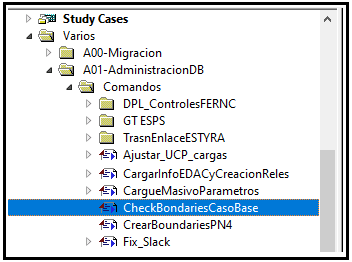 Study Cases
Varios
A00-Migracion
A01-AdministracionDB
Comandos
DPL_ControlesFERNC
GT ESPS
TrasnEnlaceESTYRA
Ajustar_UCP_cargas
CargarInfoEDACyCreacionReles
CargueMasivoParametros
CheckBondariesCasoBase
CrearBoundariesPN4
Fix_Slack